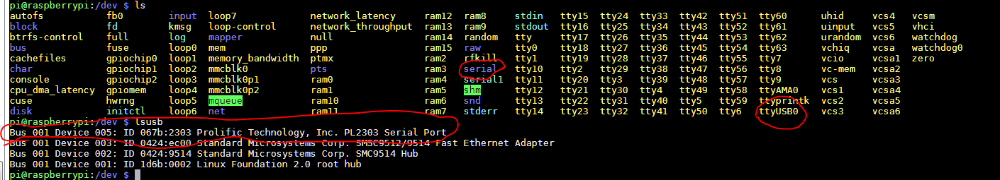 pi@raspberrypi:/dev $ ls
autofs fb0 input loop7 network_latency ram12 ram8 stdin tty15 tty24 tty33 tty42 tty51 tty60 uhid vcs4 vcsm
block fd kmsg loop-control network_throughput ram13 ram9 stdout tty16 tty25 tty34 tty43 tty52 tty61 uinput vcs5 vhci
btrfs-control full log mapper null ram14 random tty tty17 tty26 tty35 tty44 tty53 tty62 urandom vcs6 watchdog
bus fuse loop0 mem ppp ram15 raw tty0 tty18 tty27 tty36 tty45 tty54 tty63 vchiq vcsa watchdog0
cachefiles gpiochip0 loop1 memory_bandwidth ptmx ram2 rfkill tty1 tty19 tty28 tty37 tty46 tty55 tty7 vcio vcsa1 zero
char gpiochip1 loop2 mmcblk0 pts ram3 serial tty10 tty2 tty29 tty38 tty47 tty56 tty8 vc-mem vcsa2
console gpiochip2 loop3 mmcblk0p1 ram0 ram4 serial1 tty11 tty20 tty3 tty39 tty48 tty57 tty9 vcs vcsa3
cpu_dma_latency gpiomem loop4 mmcblk0p2 ram1 ram5 shm tty12 tty21 tty30 tty4 tty49 tty58 ttyAMA0 vcs1 vcsa4
cuse hwrng loop5 mqueue ram10 ram6 snd tty13 tty22 tty31 tty40 tty5 tty59 ttyprintk vcs2 vcsa5
disk initctl loop6 net ram11 ram7 stderr tty14 tty23 tty32 tty41 tty50 tty6 ttyUSB0 vcs3 vcsa6
pi@raspberrypi:/dev $ lsusb
Bus 001 Device 005: ID 067b:2303 Prolific Technology, Inc. PL2303 Serial Port
Bus 001 Device 003: ID 0424:ec00 Standard Microsystems Corp. SMSC9512/9514 Fast Ethernet Adapter
Bus 001 Device 002: ID 0424:9514 Standard Microsystems Corp. SMC9514 Hub
Bus 001 Device 001: ID 1d6b:0002 Linux Foundation 2.0 root hub
pi@raspberrypi:/dev $